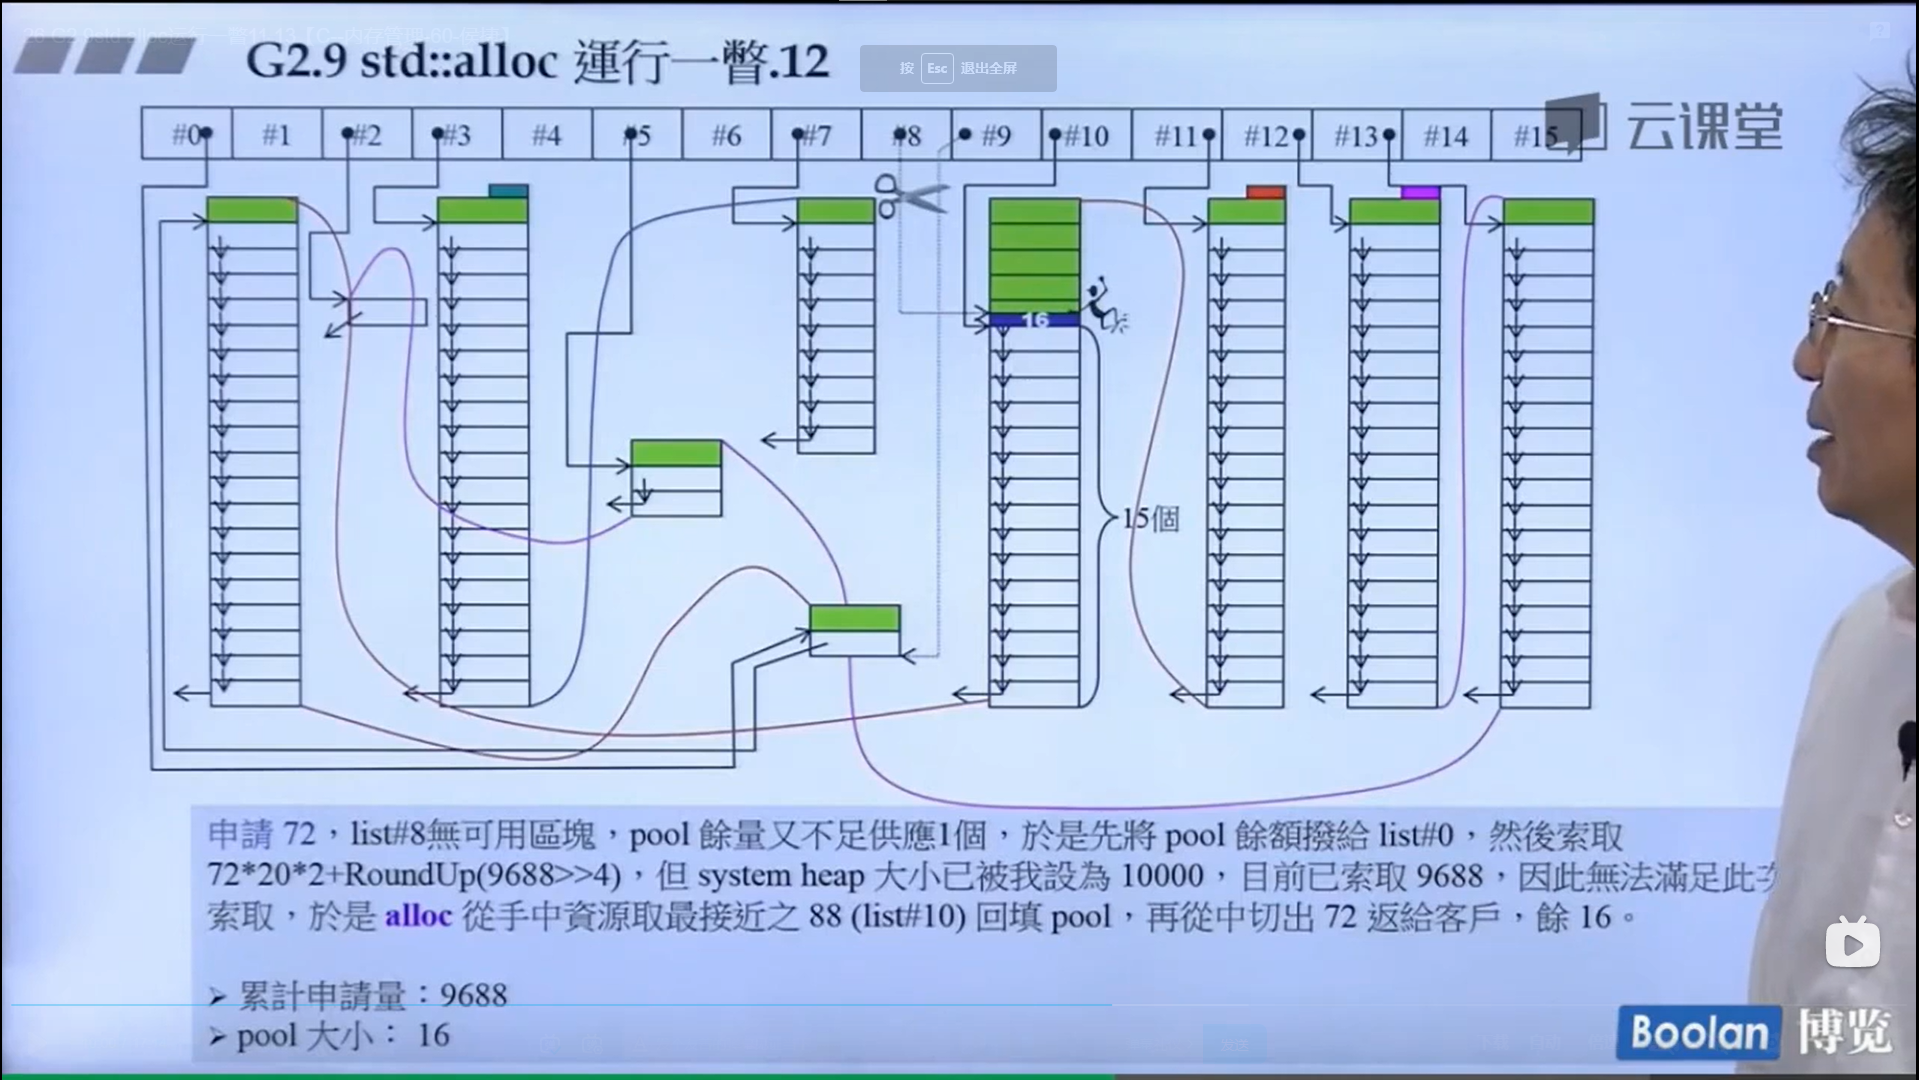 G2.9 std::alloc 運行一瞥.12
按 Esc 退出全屏
云课堂
#0 #1 #2 #3 #4 #5 #6 #7 #8 #9 #10 #11 #12 #13 #14 #15
16
15個
申請 72，list#8無可用區塊，pool 餘量又不足供應1個，於是先將 pool 餘額撥給 list#0，然後索取
72*20*2+RoundUp(9688>>4)，但 system heap 大小已被我設為 10000，目前已索取 9688，因此無法滿足此次
索取，於是 alloc 從手中資源取最接近之 88 (list#10) 回填 pool，再從中切出 72 返給客戶，餘 16。
➢ 累計申請量：9688
➢ pool 大小： 16
Boolan 博览